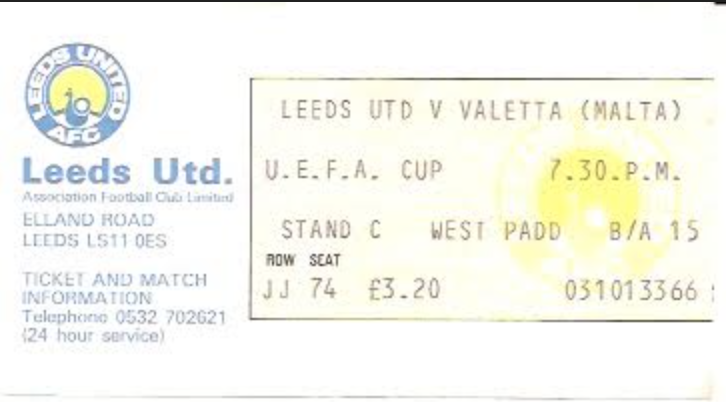 LEEDS UNITED
AFC
Leeds Utd.
Association Football Club Limited
ELLAND ROAD
LEEDS LS11 0ES
TICKET AND MATCH
INFORMATION
Telephone 0532 702621
(24 hour service)
LEEDS UTD V VALETTA (MALTA)
U.E.F.A. CUP 7.30.P.M.
STAND C WEST PADD B/A 15
ROW SEAT
JJ 74 £3.20 031013366